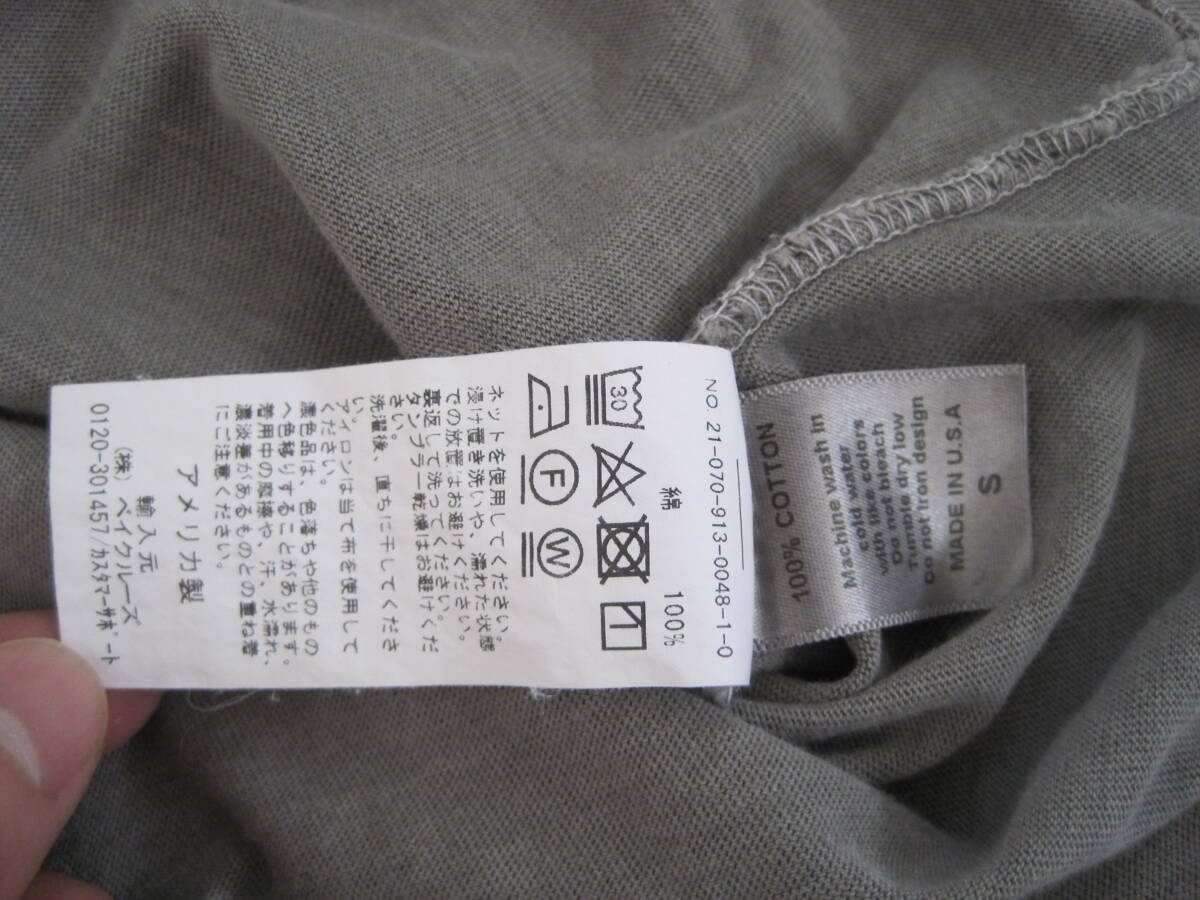 NO. 21-070-913-0048-1-0
綿 100%
30
F
W
ネットを使用してください。
浸け置き洗いや、濡れた状態
での放置はお避けください。
裏返して洗ってください。
タンブラー乾燥はお避けくだ
さい。
洗濯後、直ちに干してくださ
い。
アイロンは当て布を使用して
ください。
濃色品は、色落ちや他のもの
へ色移りすることがあります。
着用中の摩擦や、汗、水濡れ、
濃淡差があるものとの重ね着
にご注意ください。
アメリカ製
輸入元
(株) ベイクルーズ
0120-301457/カスタマーサポート
100% COTTON
Machine wash in
cold water
with like colors
Do not bleach
Tumble dry low
Do not iron design
MADE IN U.S.A
S